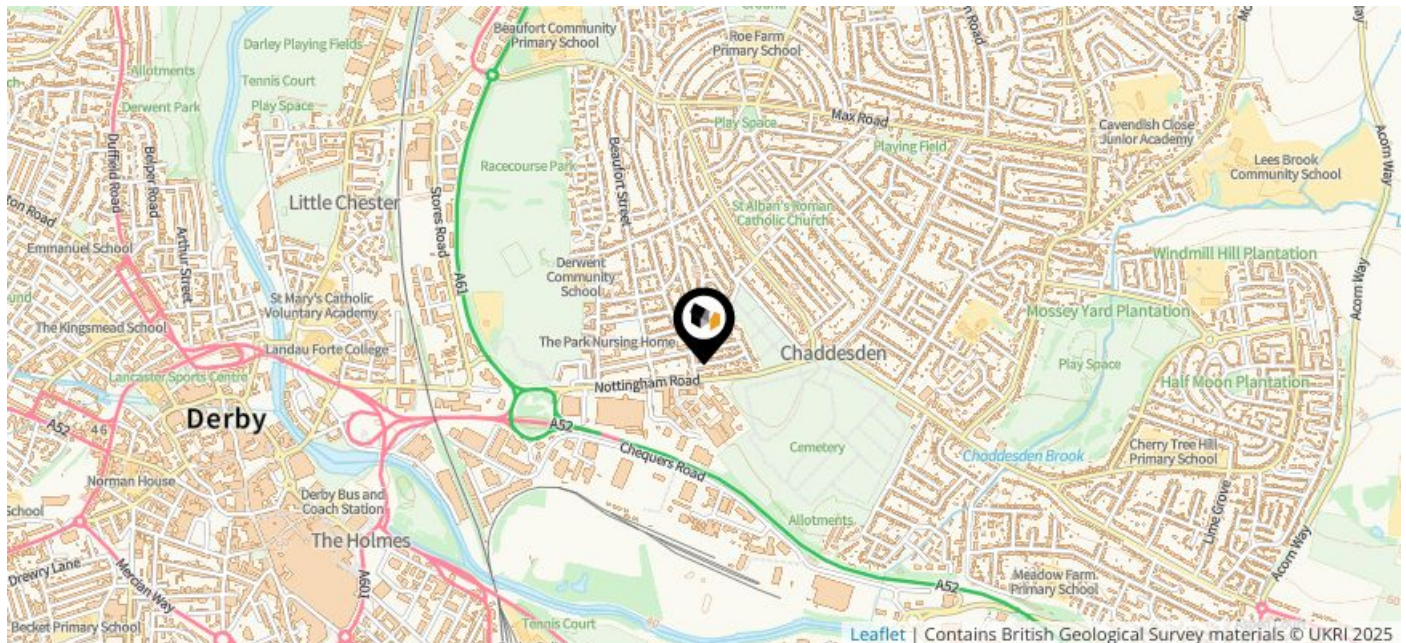 Beaufort Community
Primary School
Roe Farm
Primary School
Darley Playing Fields
Allotments
Tennis Court
Play Space
Derwent Park
Duffield Road
Belper Road
Play Space
Max Road
Playing Field
Cavendish Close
Junior Academy
Lees Brook
Community School
Acorn Way
Racecourse Park
Beaufort Street
Little Chester
Stores Road
St Alban's Roman
Catholic Church
Emmanuel School
Arthur Street
A61
Derwent
Community
School
Windmill Hill Plantation
Acorn Way
St Mary's Catholic
Voluntary Academy
Mossey Yard Plantation
The Kingsmead School
Landau Forte College
The Park Nursing Home
Chaddesden
Play Space
Lancaster Sports Centre
Nottingham Road
Half Moon Plantation
Derby
A52
46
A52
Chequers Road
Cemetery
Chaddesden Brook
Cherry Tree Hill
Primary School
Norman House
Derby Bus and
Coach Station
The Holmes
Allotments
Lime Grove
Acorn Way
Drewry Lane
Mercian Way
A601
A52
Meadow Farm
Primary School
Becket Primary School
Tennis Court
Leaflet | Contains British Geological Survey materials © UKRI 2025